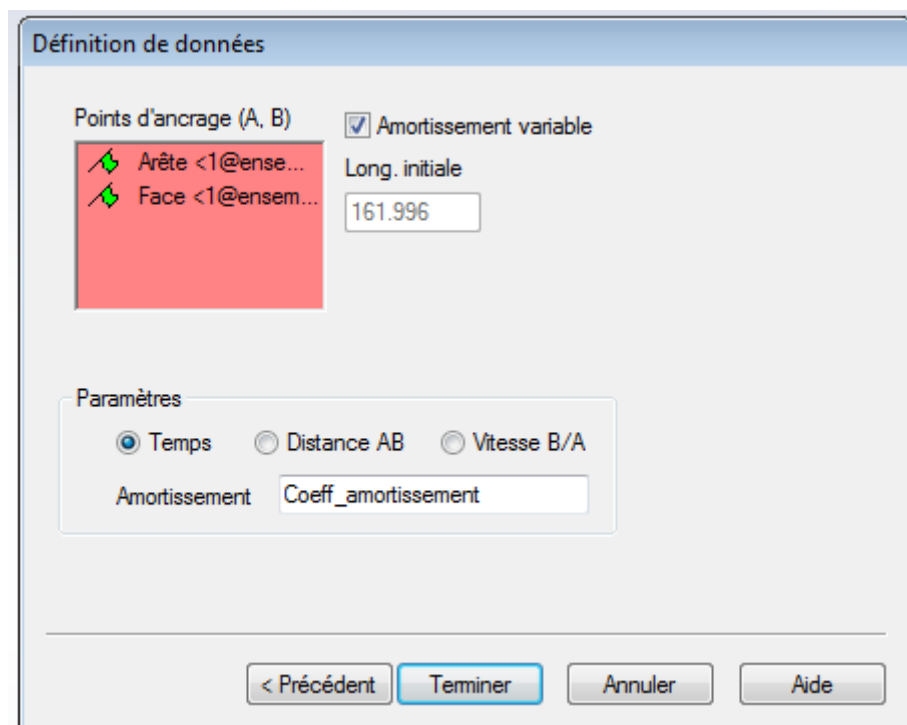 Définition de données
Points d'ancrage (A, B)
Arête <1@ense...
Face <1@ensem...
Amortissement variable
Long. initiale
161.996
Paramètres
Temps Distance AB Vitesse B/A
Amortissement Coeff_amortissement
< Précédent Terminer Annuler Aide